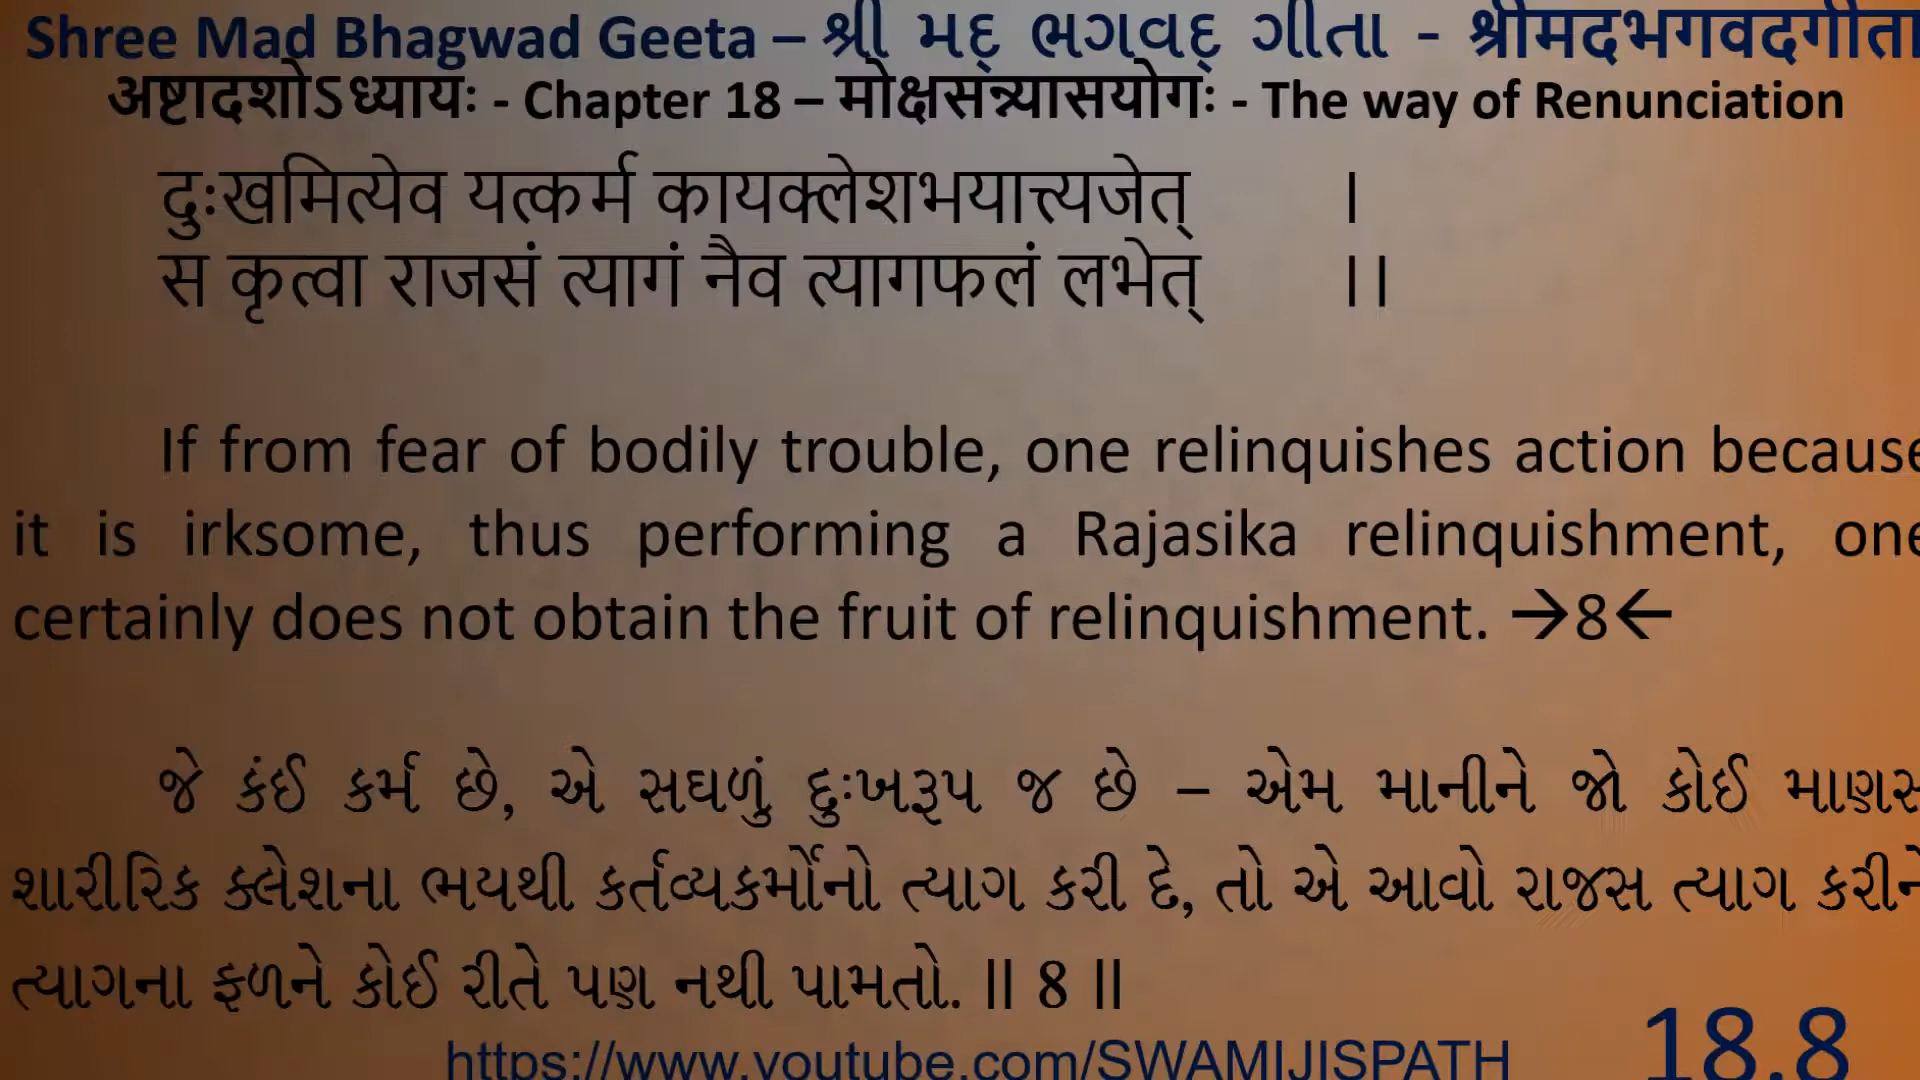 Shree Mad Bhagwad Geeta – શ્રી મદ્ ભગવદ્ ગીતા - श्रीमदभगवदगीता
अष्टादशोऽध्यायः - Chapter 18 – मोक्षसन्न्यासयोगः - The way of Renunciation
दुःखमित्येव यत्कर्म कायक्लेशभयात्त्यजेत् ।
स कृत्वा राजसं त्यागं नैव त्यागफलं लभेत् ।।
If from fear of bodily trouble, one relinquishes action because
it is irksome, thus performing a Rajasika relinquishment, one
certainly does not obtain the fruit of relinquishment. →8←
જે કંઈ કર્મ છે, એ સઘળું દુઃખરૂપ જ છે – એમ માનીને જો કોઈ માણસ
શારીરિક ક્લેશના ભયથી કર્તવ્યકર્મોનો ત્યાગ કરી દે, તો એ આવો રાજસ ત્યાગ કરીને
ત્યાગના ફળને કોઈ રીતે પણ નથી પામતો. || 8 ||
https://www.youtube.com/SWAMIJISPATH
18.8